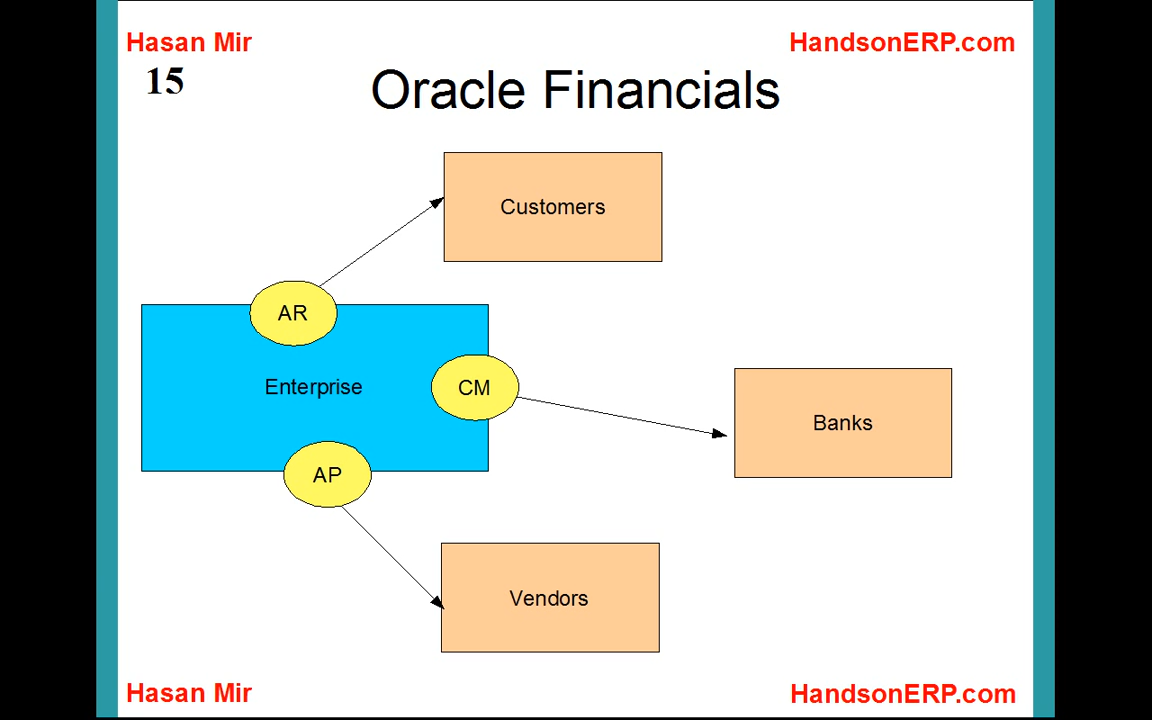 Hasan Mir
HandsonERP.com
15
Oracle Financials
Customers
AR
Enterprise
CM
Banks
AP
Vendors
Hasan Mir
HandsonERP.com